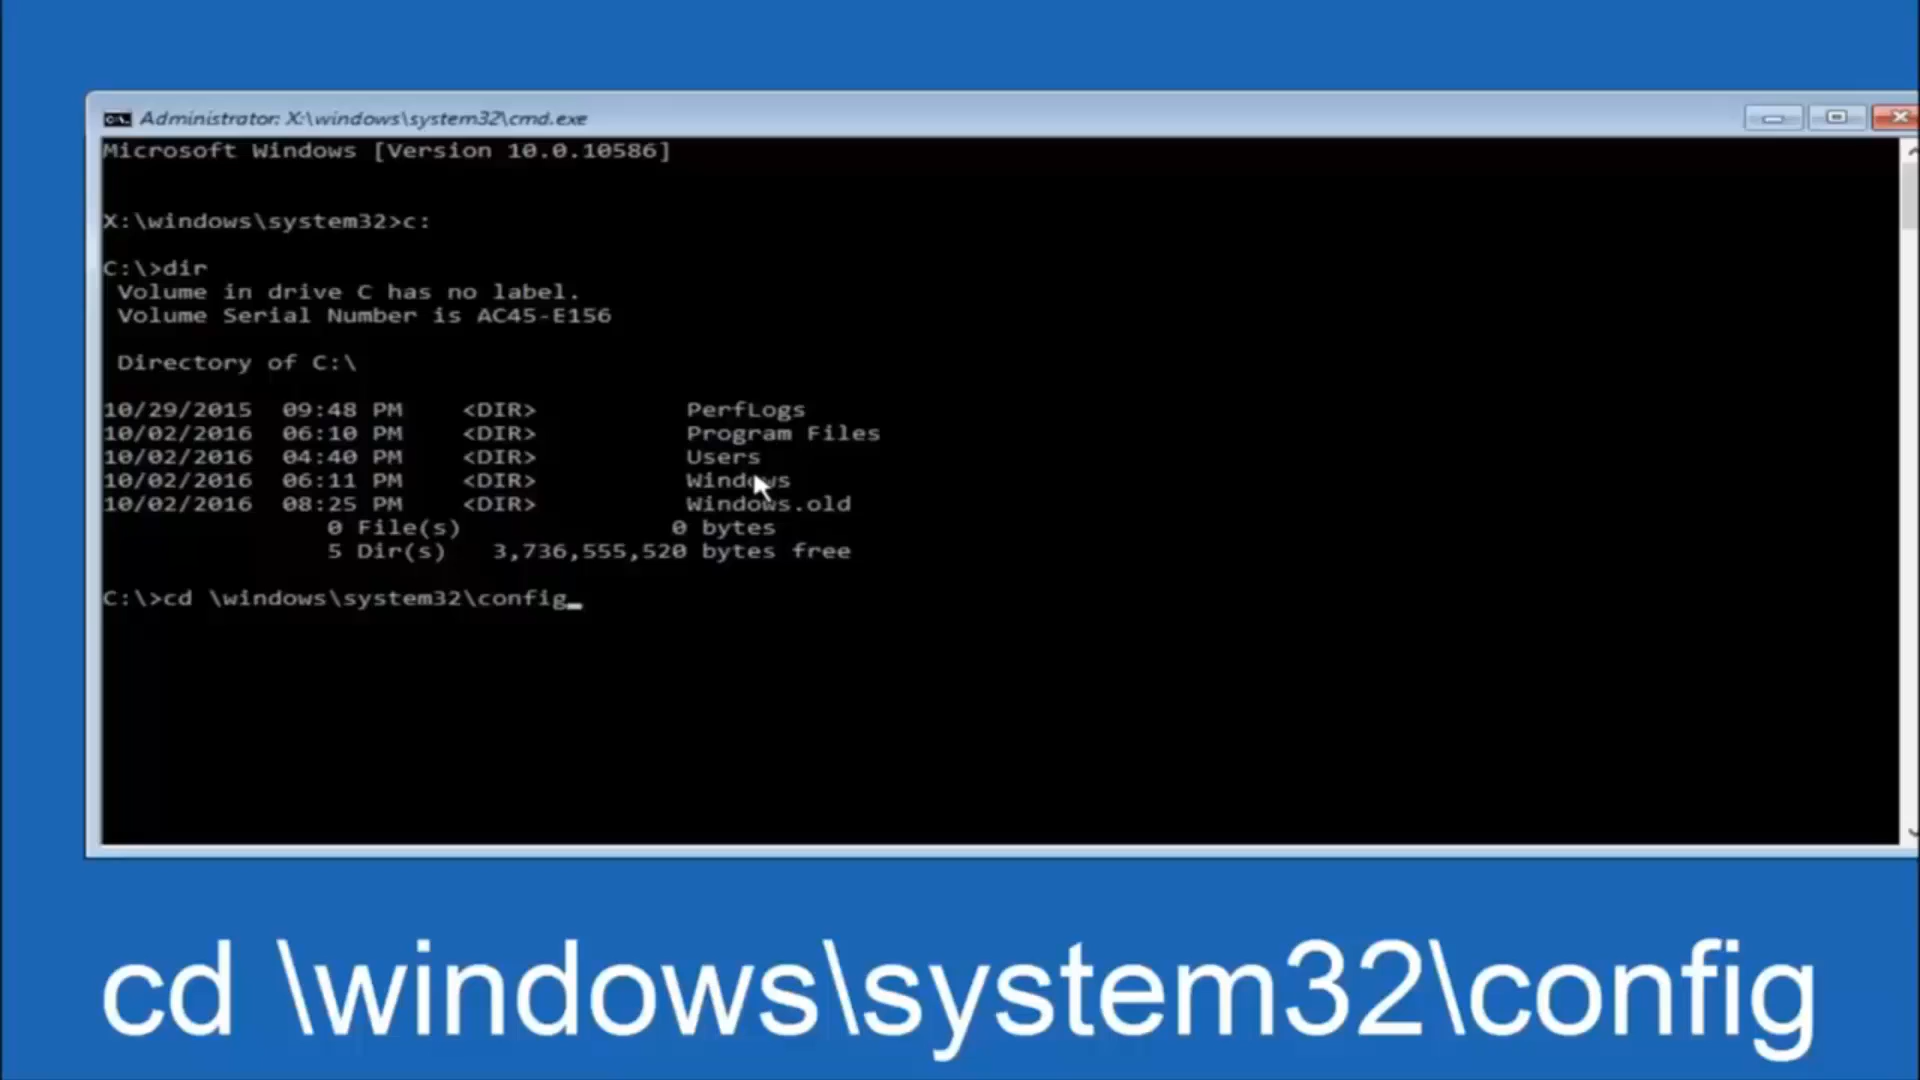 Administrator: X:\windows\system32\cmd.exe
Microsoft Windows [Version 10.0.10586]
X:\windows\system32>c:
C:\>dir
Volume in drive C has no label.
Volume Serial Number is AC45-E156
Directory of C:\
10/29/2015  09:48 PM    <DIR>          PerfLogs
10/02/2016  06:10 PM    <DIR>          Program Files
10/02/2016  04:40 PM    <DIR>          Users
10/02/2016  06:11 PM    <DIR>          Windows
10/02/2016  08:25 PM    <DIR>          Windows.old
0 File(s)              0 bytes
5 Dir(s)   3,736,555,520 bytes free
C:\>cd \windows\system32\config_
cd \windows\system32\config